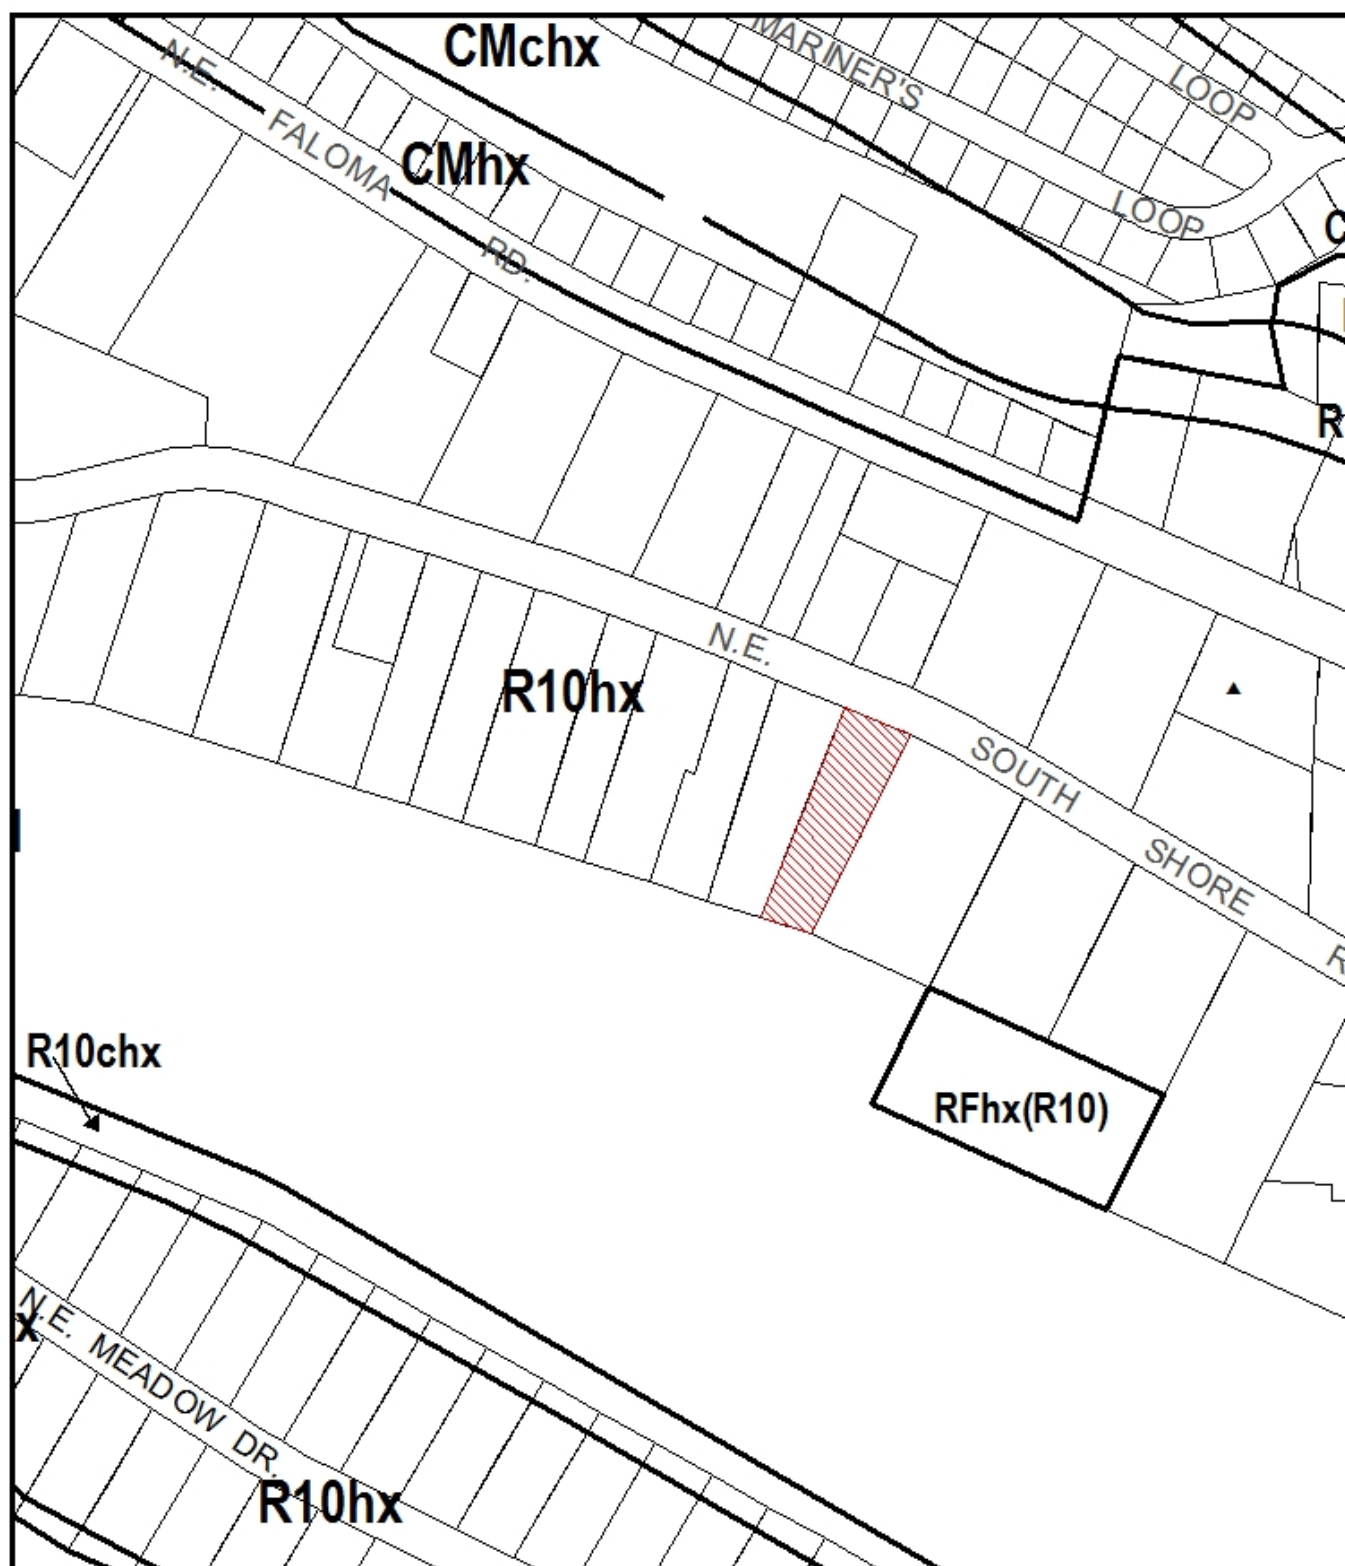 CMchx
MARINER'S
LOOP
N.E.
FALOMA
CMhx
LOOP
RD.
C
R
N.E.
R10hx
SOUTH
SHORE
R
R10chx
RFhx(R10)
x
N.E. MEADOW DR.
R10hx